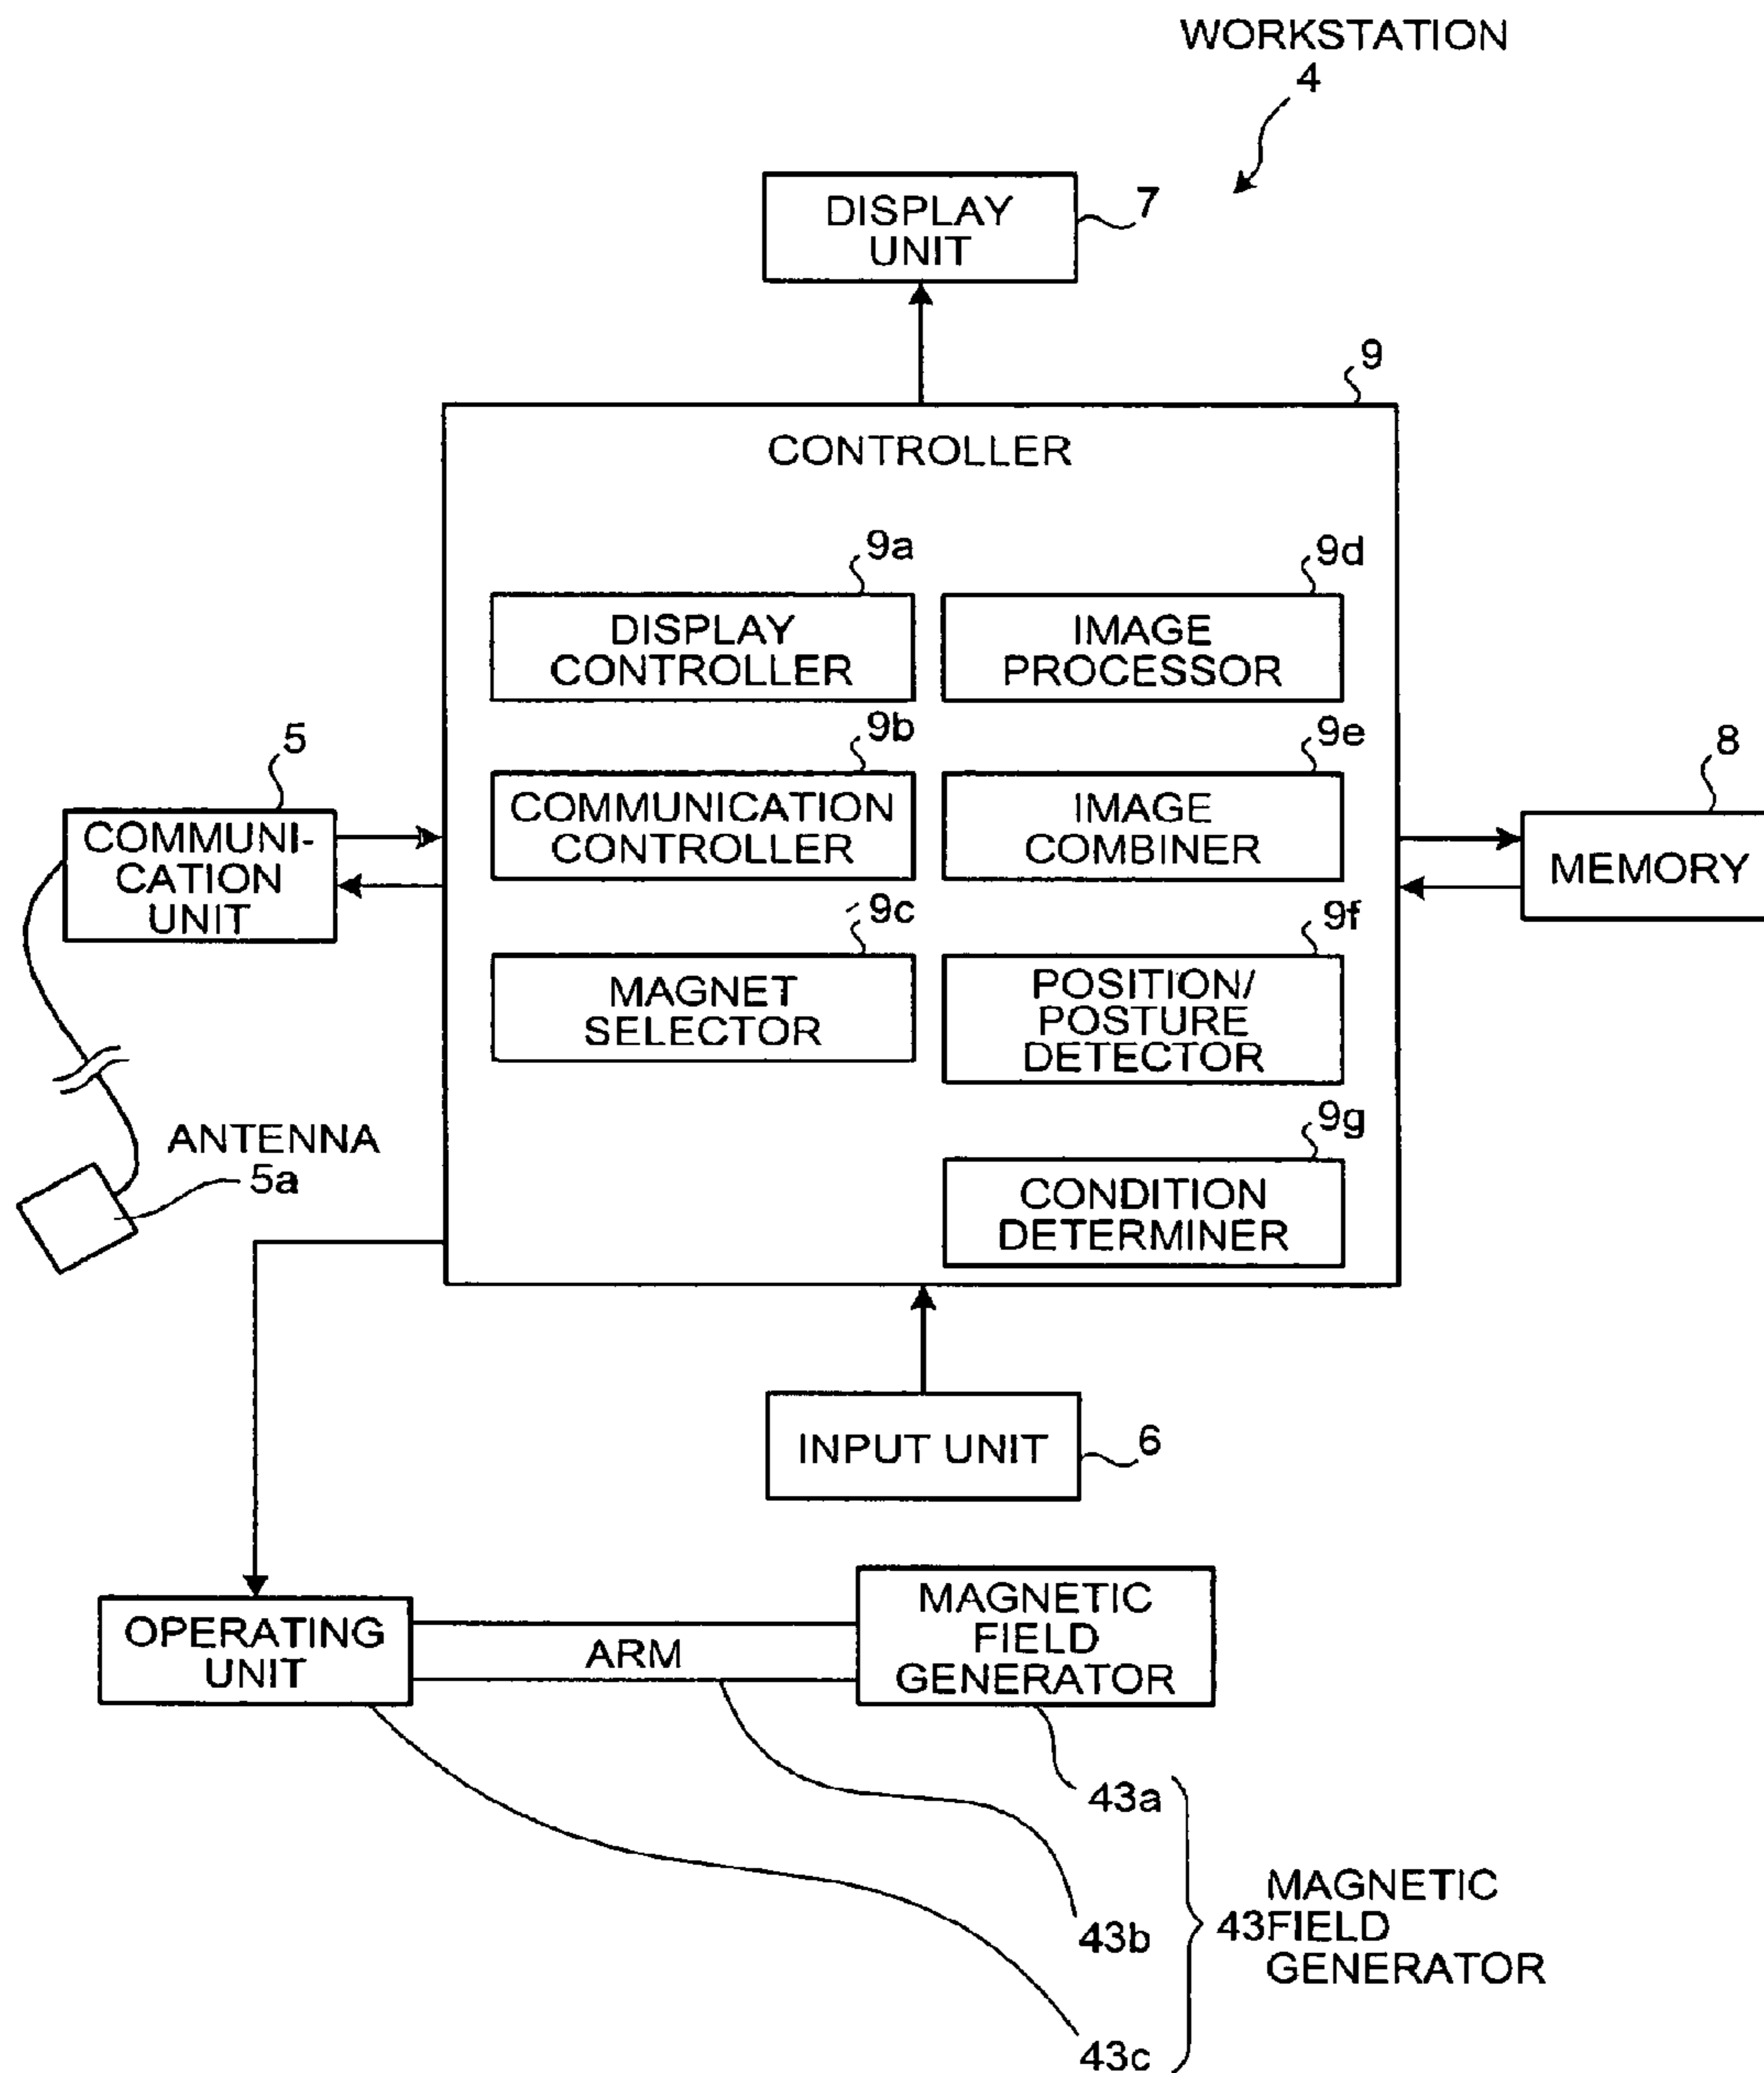 WORKSTATION
4
DISPLAY
UNIT
7
9
CONTROLLER
9a
DISPLAY
CONTROLLER
9d
IMAGE
PROCESSOR
9b
COMMUNICATION
CONTROLLER
9e
IMAGE
COMBINER
5
COMMUNI-
CATION
UNIT
8
MEMORY
9c
MAGNET
SELECTOR
9f
POSITION/
POSTURE
DETECTOR
ANTENNA
5a
9g
CONDITION
DETERMINER
INPUT UNIT
6
OPERATING
UNIT
ARM
MAGNETIC
FIELD
GENERATOR
43a
43b
43c
MAGNETIC
43FIELD
GENERATOR